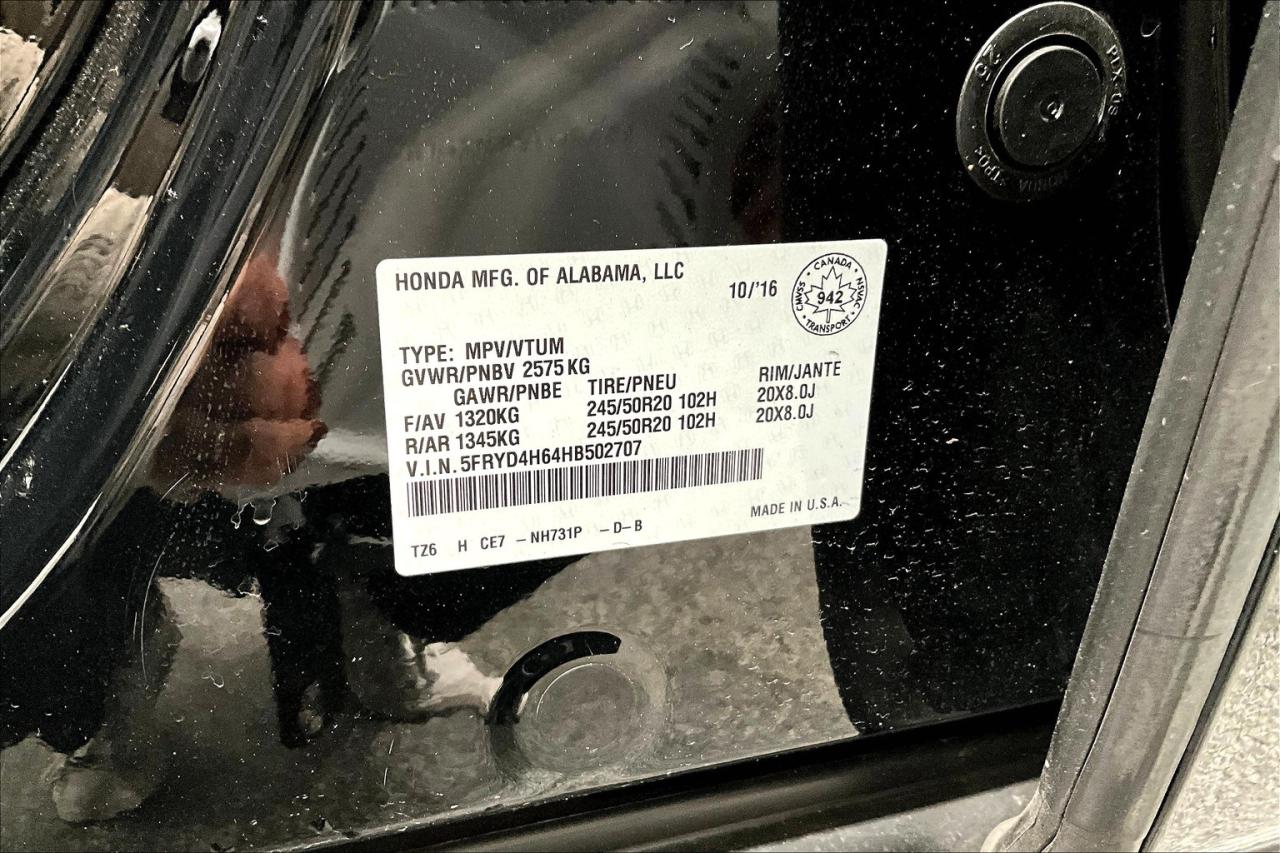 HONDA MFG. OF ALABAMA, LLC
10/'16
CANADA
CMVSS 942 NSVAC
TRANSPORT
TYPE: MPV/VTUM
GVWR/PNBV 2575 KG
GAWR/PNBE TIRE/PNEU RIM/JANTE
F/AV 1320KG 245/50R20 102H 20X8.0J
R/AR 1345KG 245/50R20 102H 20X8.0J
V.I.N.5FRYD4H64HB502707
MADE IN U.S.A.
TZ6 H CE7 –NH731P –D–B
25
HONDA